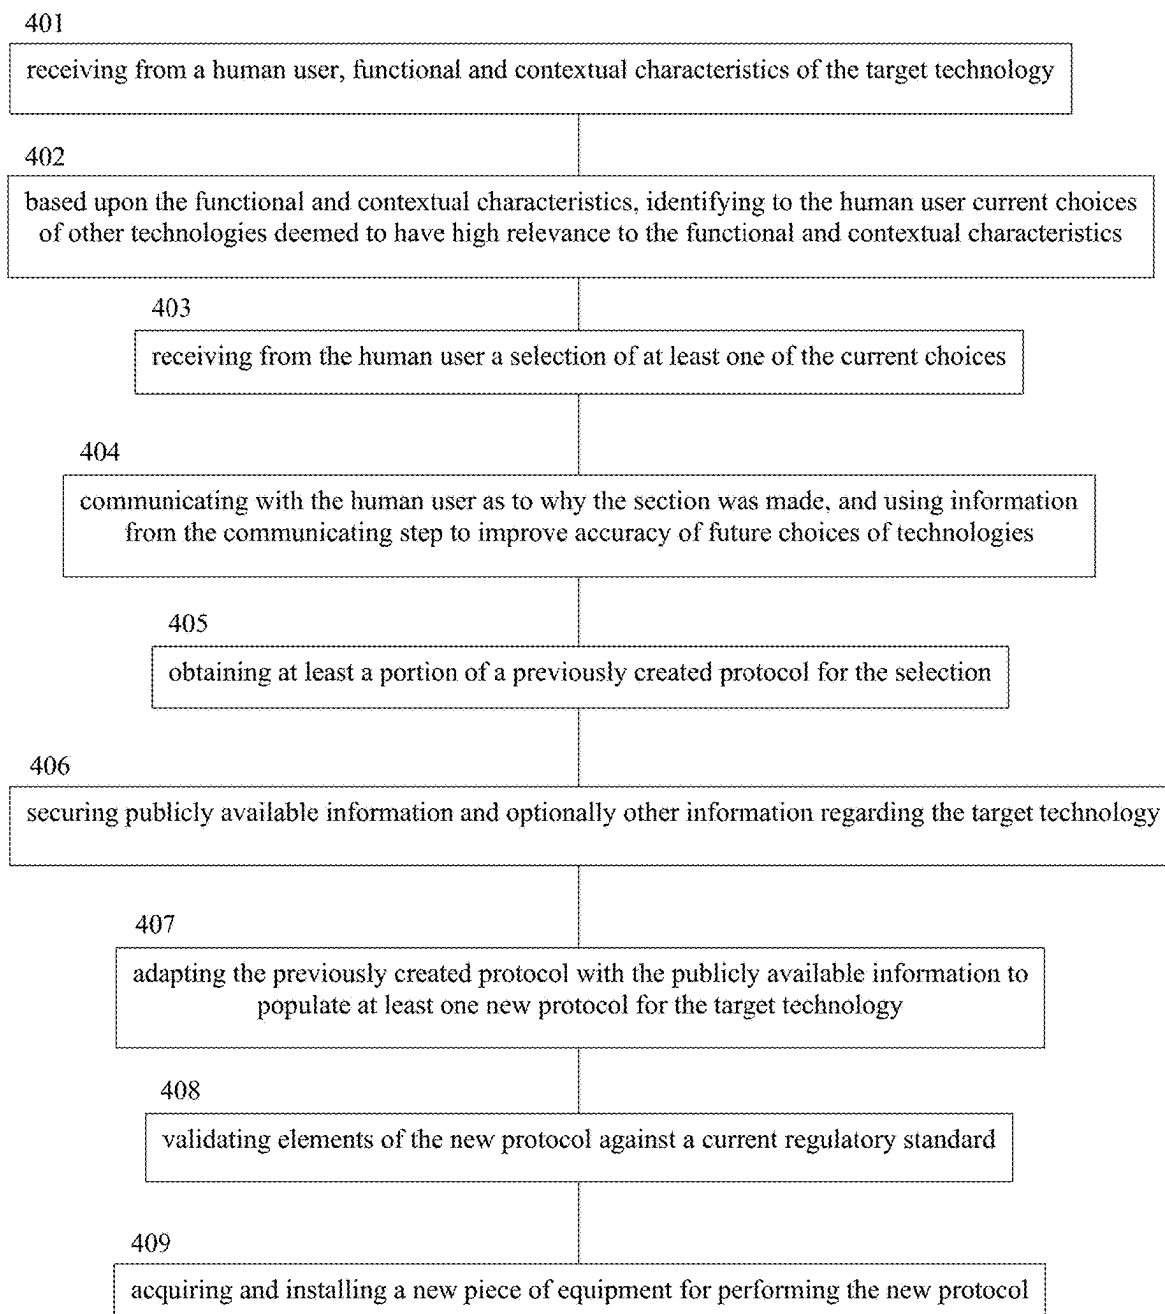 401
receiving from a human user, functional and contextual characteristics of the target technology
402
based upon the functional and contextual characteristics, identifying to the human user current choices
of other technologies deemed to have high relevance to the functional and contextual characteristics
403
receiving from the human user a selection of at least one of the current choices
404
communicating with the human user as to why the section was made, and using information
from the communicating step to improve accuracy of future choices of technologies
405
obtaining at least a portion of a previously created protocol for the selection
406
securing publicly available information and optionally other information regarding the target technology
407
adapting the previously created protocol with the publicly available information to
populate at least one new protocol for the target technology
408
validating elements of the new protocol against a current regulatory standard
409
acquiring and installing a new piece of equipment for performing the new protocol